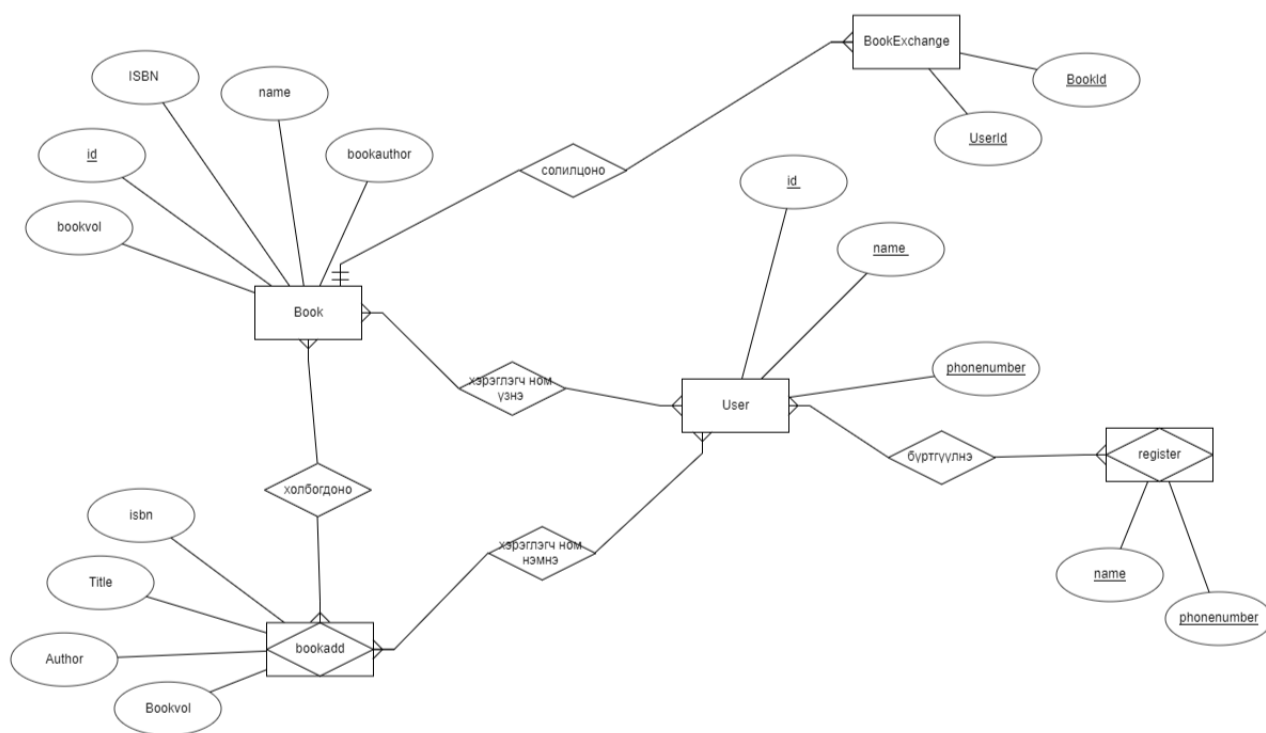 BookExchange
ISBN
BookId
name
UserId
id
bookauthor
солилцоно
id
bookvol
name
Book
phonenumber
хэрэглэгч ном
үзнэ
User
бүртгүүлнэ
register
холбогдоно
isbn
хэрэглэгч ном
нэмнэ
name
Title
phonenumber
bookadd
Author
Bookvol